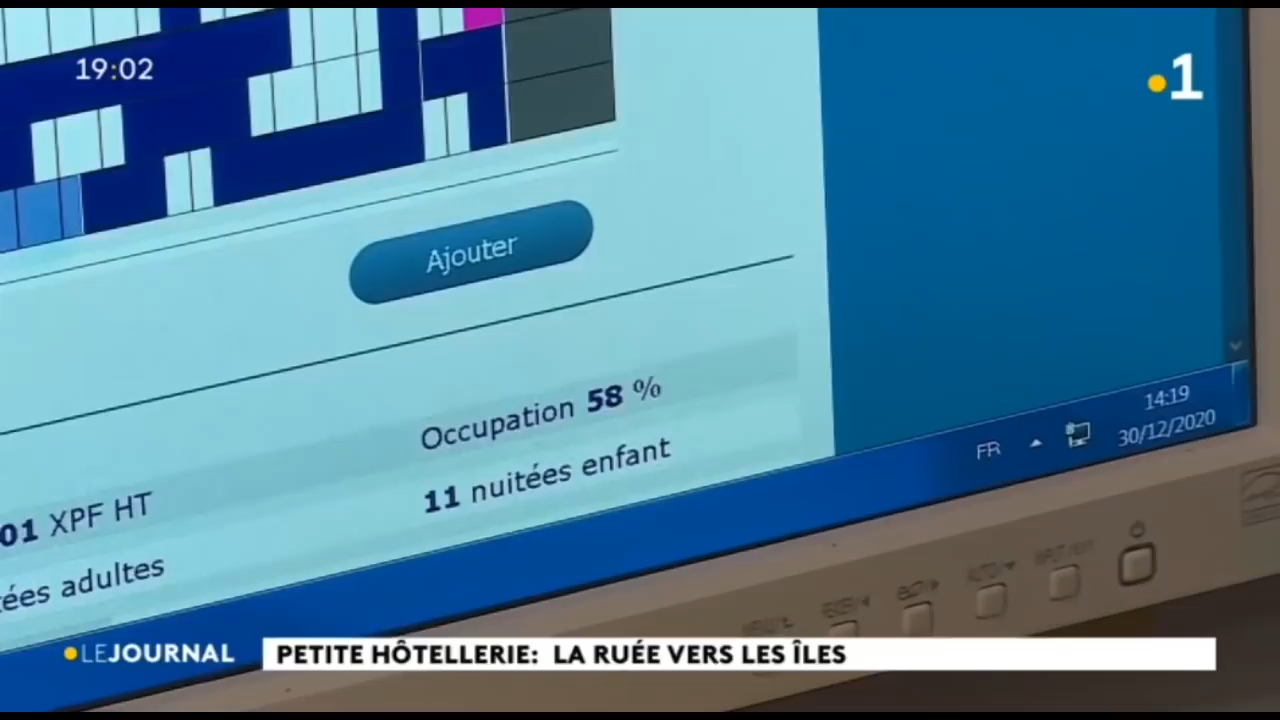 19:02
1
Ajouter
Occupation 58 %
11 nuitées enfant
01 XPF HT
ées adultes
FR
14:19
30/12/2020
LEJOURNAL
PETITE HÔTELLERIE: LA RUÉE VERS LES ÎLES